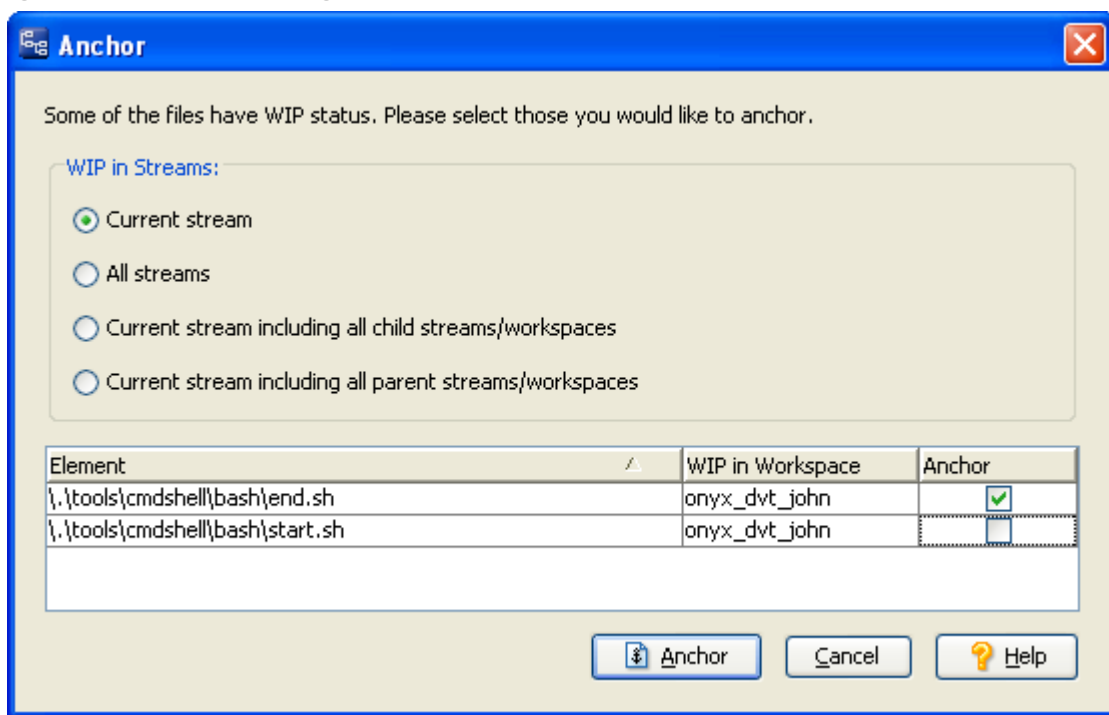 Anchor
Some of the files have WIP status. Please select those you would like to anchor.
WIP in Streams:
Current stream
All streams
Current stream including all child streams/workspaces
Current stream including all parent streams/workspaces
Element WIP in Workspace Anchor
\.\tools\cmdshell\bash\end.sh onyx_dvt_john
\.\tools\cmdshell\bash\start.sh onyx_dvt_john
Anchor Cancel Help